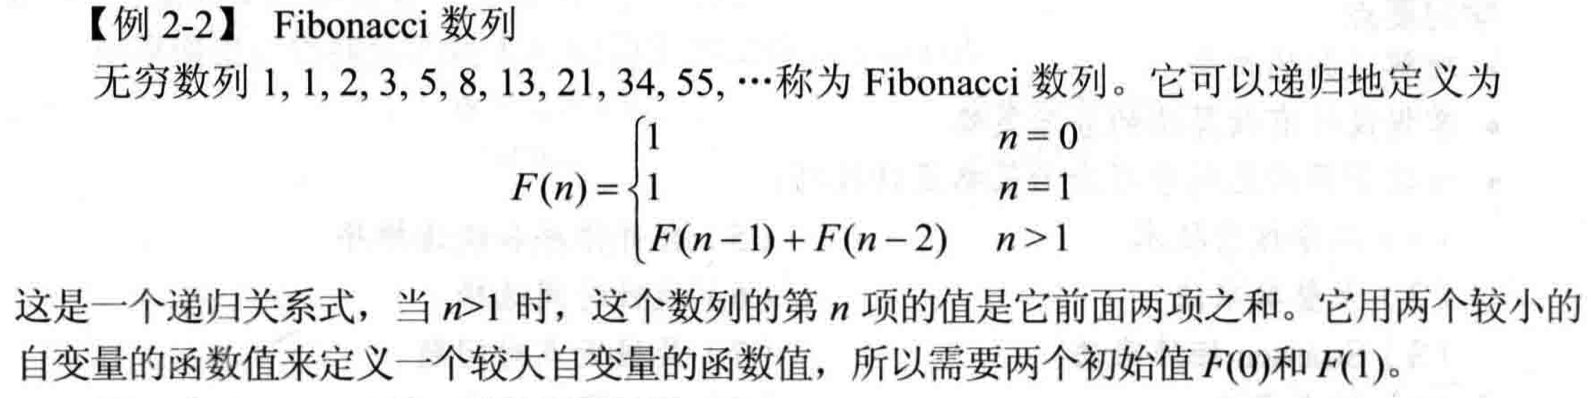 【例 2-2】 Fibonacci 数列
无穷数列 1, 1, 2, 3, 5, 8, 13, 21, 34, 55, …称为 Fibonacci 数列。它可以递归地定义为
1 n = 0
F(n) = { 1 n = 1
F(n − 1) + F(n − 2) n > 1
这是一个递归关系式，当 n>1 时，这个数列的第 n 项的值是它前面两项之和。它用两个较小的
自变量的函数值来定义一个较大自变量的函数值，所以需要两个初始值 F(0)和 F(1)。